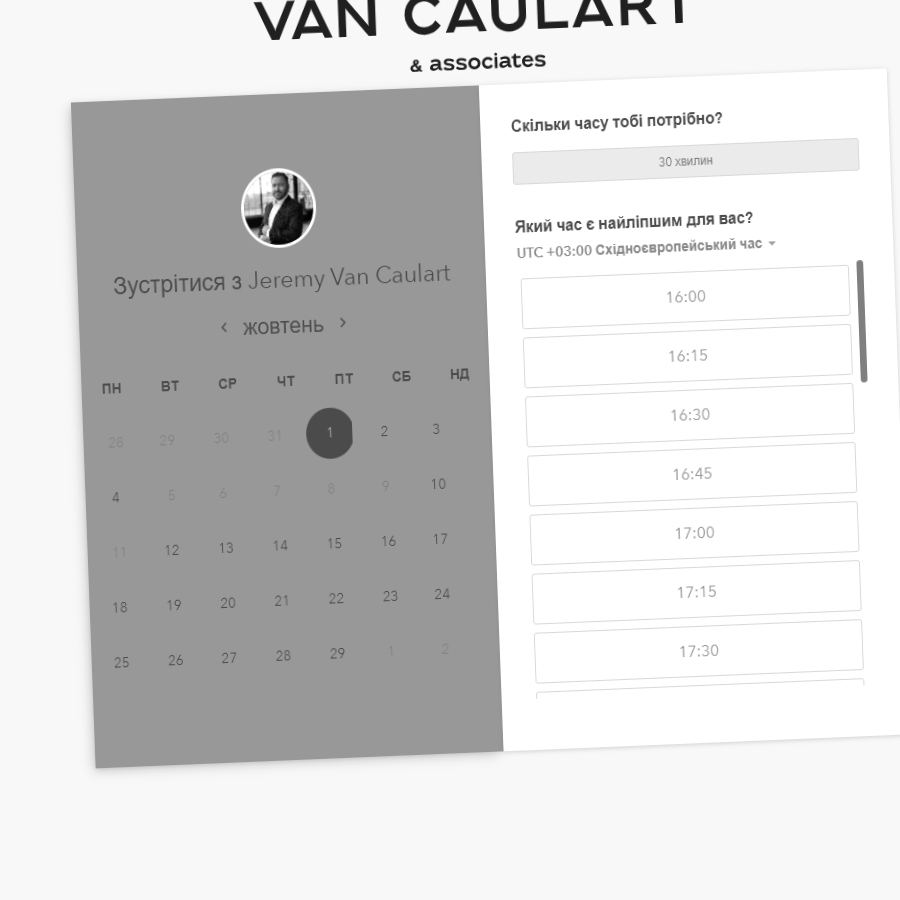 VAN CAULART
& associates
Зустрітися з Jeremy Van Caulart
‹ жовтень ›
ПН ВТ СР ЧТ ПТ СБ НД
28 29 30 31 1 2 3
4 5 6 7 8 9 10
11 12 13 14 15 16 17
18 19 20 21 22 23 24
25 26 27 28 29 1 2
Скільки часу тобі потрібно?
30 хвилин
Який час є найліпшим для вас?
UTC +03:00 Східноєвропейський час
16:00
16:15
16:30
16:45
17:00
17:15
17:30